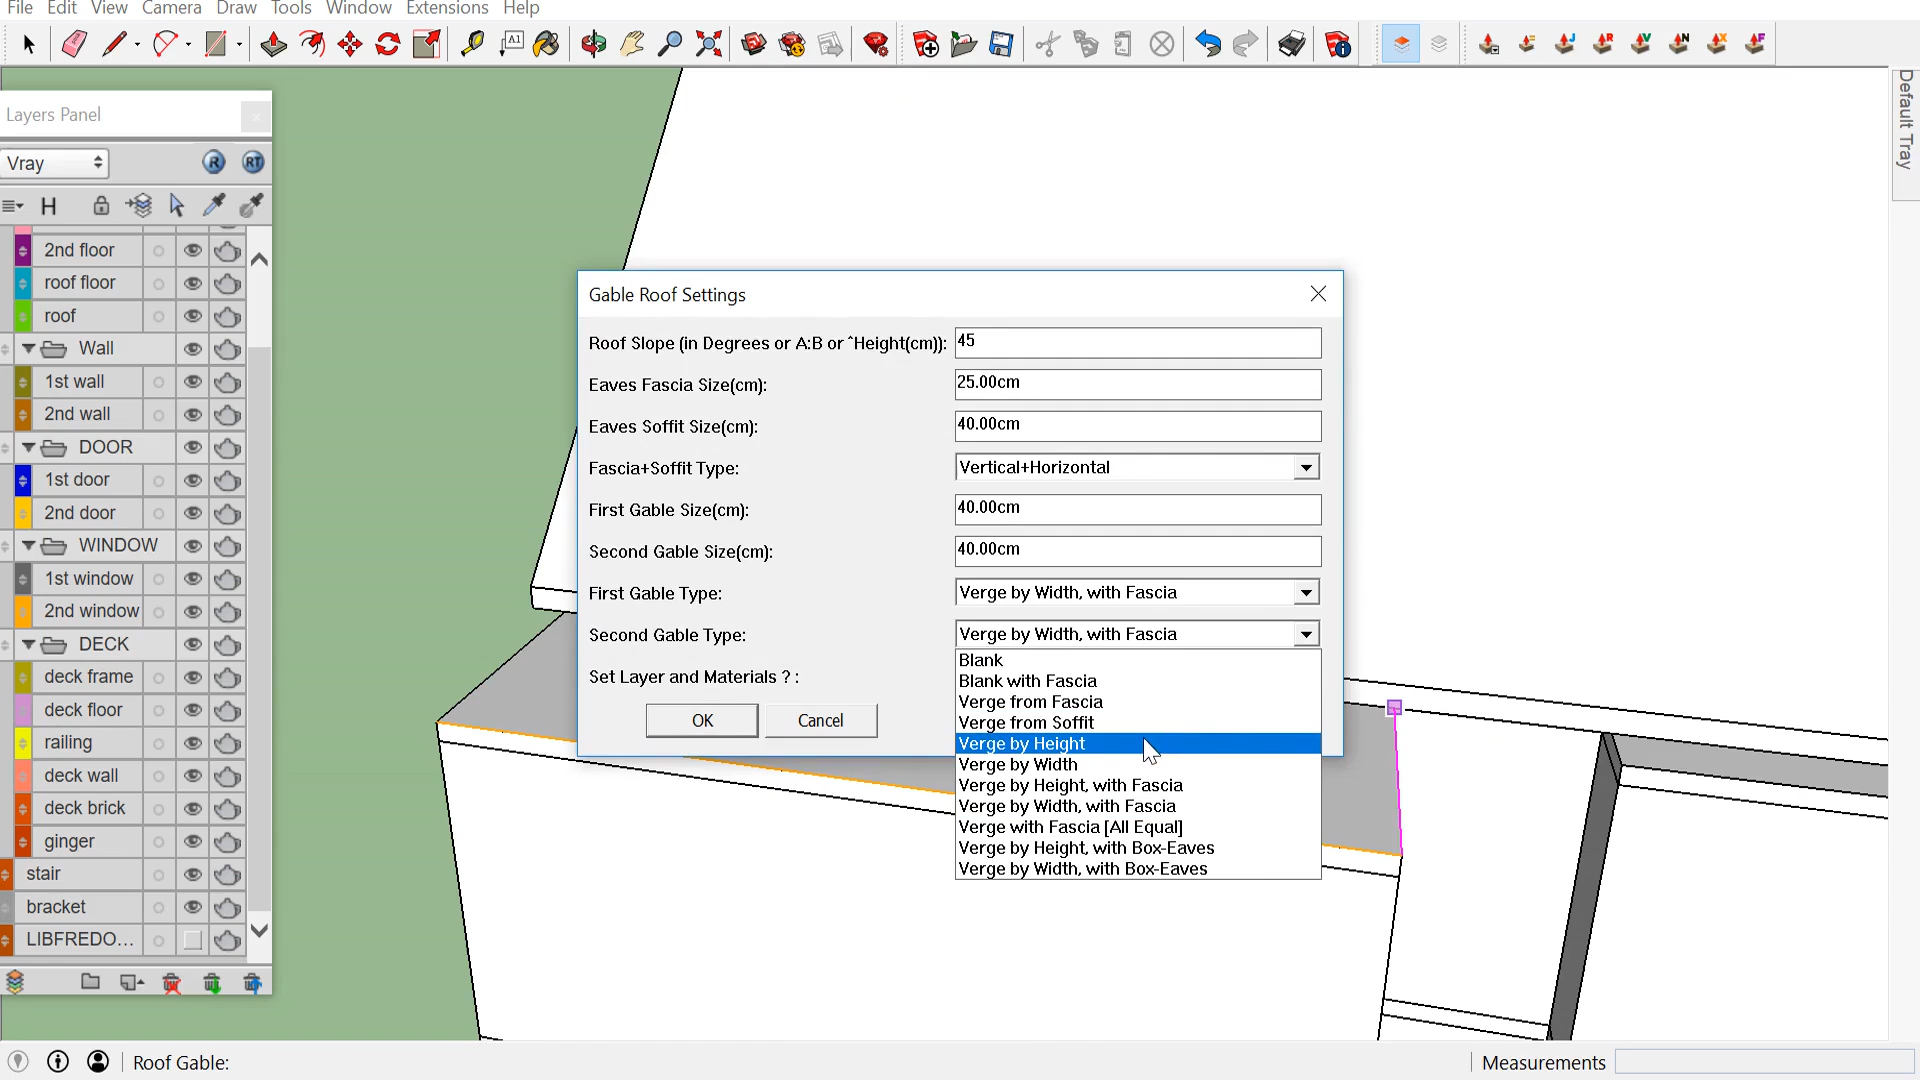 File Edit View Camera Draw Tools Window Extensions Help
A1
J R V N X F
Layers Panel
Default Tray
Vray
R RT
H
2nd floor
roof floor
roof
Wall
1st wall
2nd wall
DOOR
1st door
2nd door
WINDOW
1st window
2nd window
DECK
deck frame
deck floor
railing
deck wall
deck brick
ginger
stair
bracket
LIBFREDO...
Gable Roof Settings
Roof Slope (in Degrees or A:B or ^Height(cm)): 45
Eaves Fascia Size(cm): 25.00cm
Eaves Soffit Size(cm): 40.00cm
Fascia+Soffit Type: Vertical+Horizontal
First Gable Size(cm): 40.00cm
Second Gable Size(cm): 40.00cm
First Gable Type: Verge by Width, with Fascia
Second Gable Type: Verge by Width, with Fascia
Set Layer and Materials ? :
OK Cancel
Blank
Blank with Fascia
Verge from Fascia
Verge from Soffit
Verge by Height
Verge by Width
Verge by Height, with Fascia
Verge by Width, with Fascia
Verge with Fascia [All Equal]
Verge by Height, with Box-Eaves
Verge by Width, with Box-Eaves
Roof Gable:
Measurements